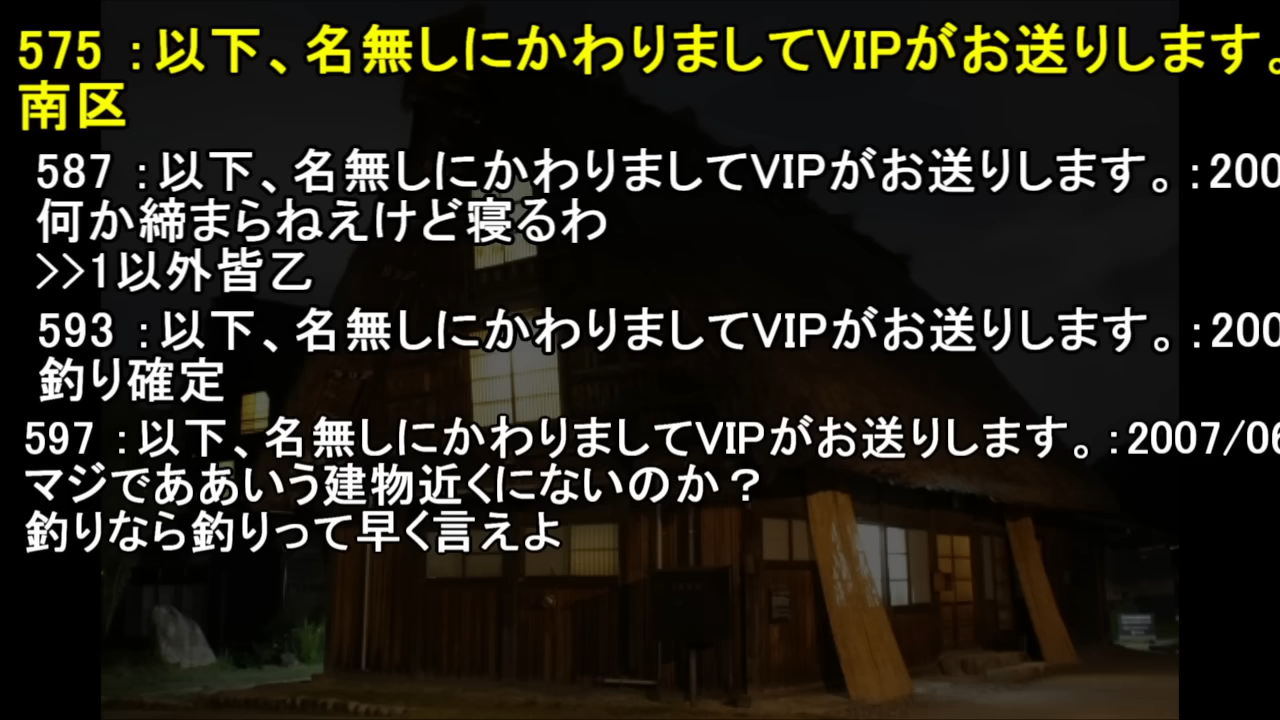 575 :以下、名無しにかわりましてVIPがお送りします。
南区
587 :以下、名無しにかわりましてVIPがお送りします。:200
何か締まらねえけど寝るわ
>>1以外皆乙
593 :以下、名無しにかわりましてVIPがお送りします。:200
釣り確定
597 :以下、名無しにかわりましてVIPがお送りします。:2007/06
マジでああいう建物近くにないのか?
釣りなら釣りって早く言えよ